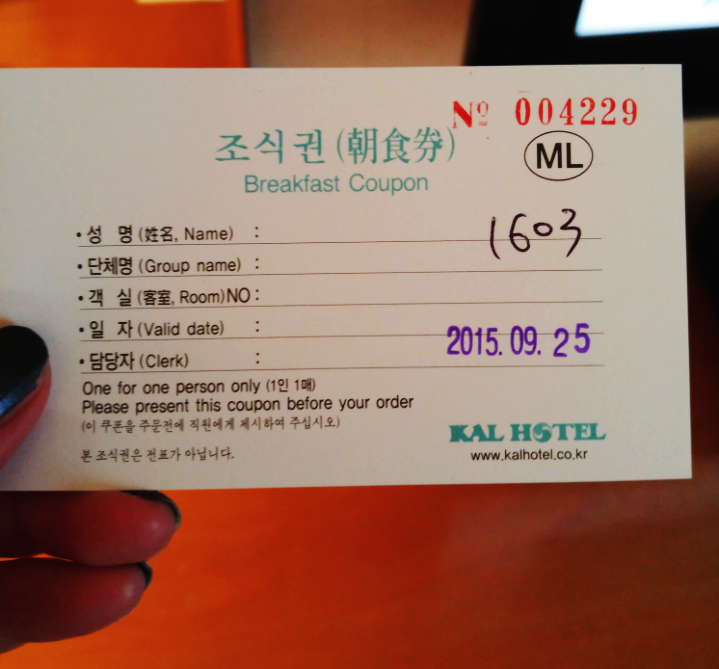 Nº 004229
조식권(朝食券)
ML
Breakfast Coupon
• 성 명 (姓名, Name) : 1603
• 단체명 (Group name) :
• 객 실 (客室, Room) NO :
• 일 자 (Valid date) : 2015. 09. 25
• 담당자 (Clerk) :
One for one person only (1인 1매)
Please present this coupon before your order
(이 쿠폰을 주문전에 직원에게 제시하여 주십시오)
KAL HOTEL
본 조식권은 전표가 아닙니다.
www.kalhotel.co.kr